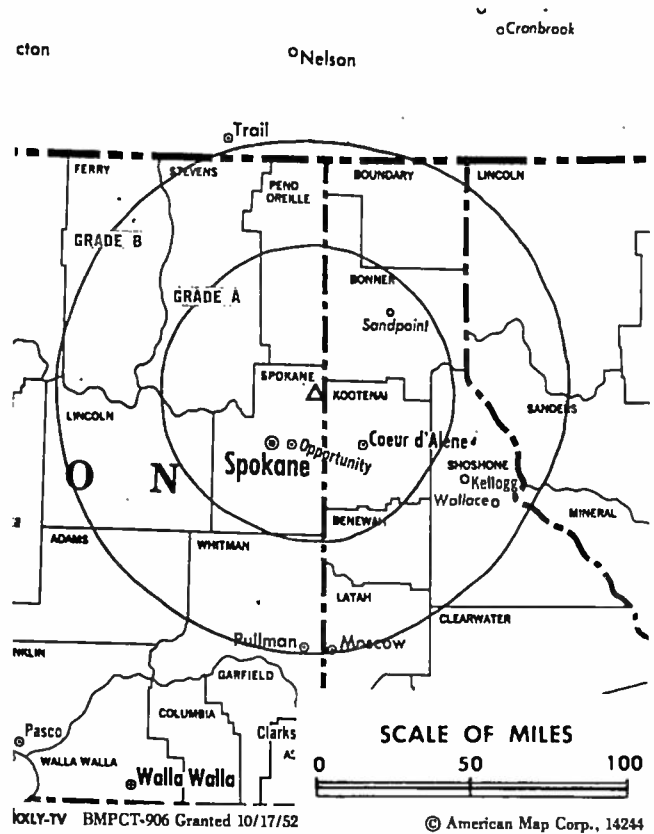 Cranbrook
cton
Nelson
Trail
FERRY
STEVENS
PEND OREILLE
BOUNDARY
LINCOLN
GRADE B
BONNER
GRADE A
Sandpoint
SPOKANE
KOOTENAI
SANDERS
LINCOLN
Spokane
Opportunity
Coeur d'Alene
O N
SHOSHONE
Kellogg
Wallace
MINERAL
BENEWAH
ADAMS
WHITMAN
LATAH
CLEARWATER
Pullman
Moscow
NKLIN
GARFIELD
COLUMBIA
Clarks
AS
Pasco
WALLA WALLA
Walla Walla
SCALE OF MILES
0 50 100
KXLY-TV BMPCT-906 Granted 10/17/52
© American Map Corp., 14244